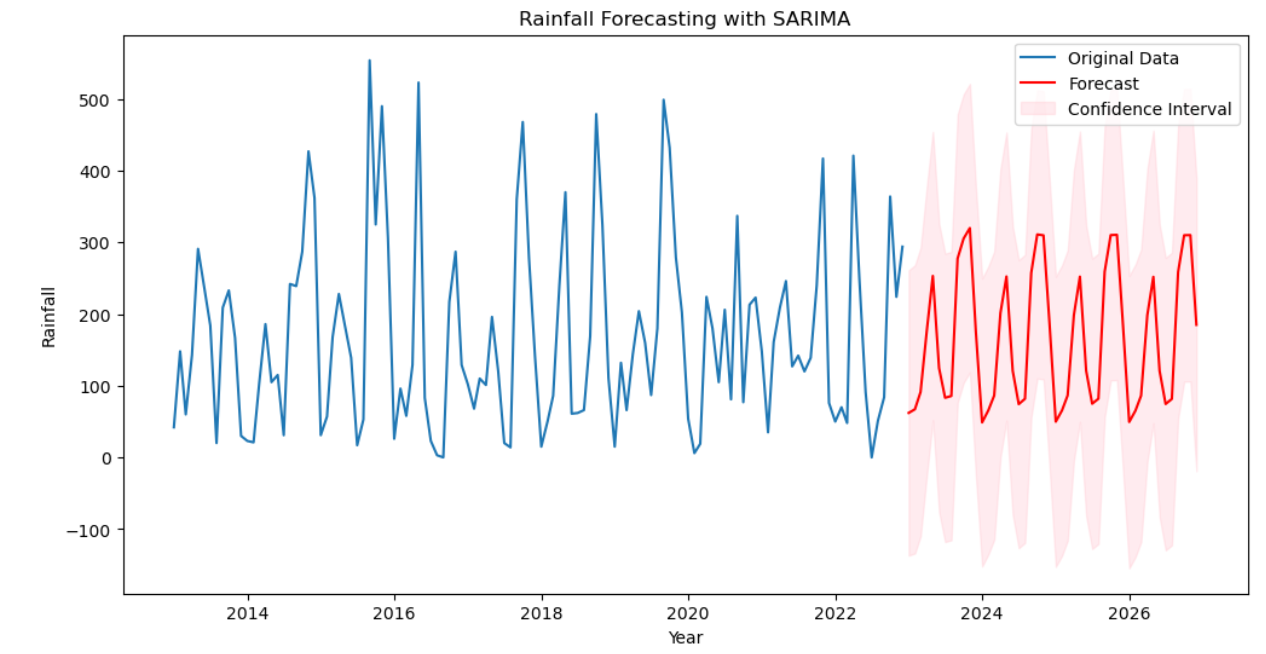 Rainfall Forecasting with SARIMA
Original Data
Forecast
Confidence Interval
500
400
300
200
100
0
−100
Rainfall
2014 2016 2018 2020 2022 2024 2026
Year